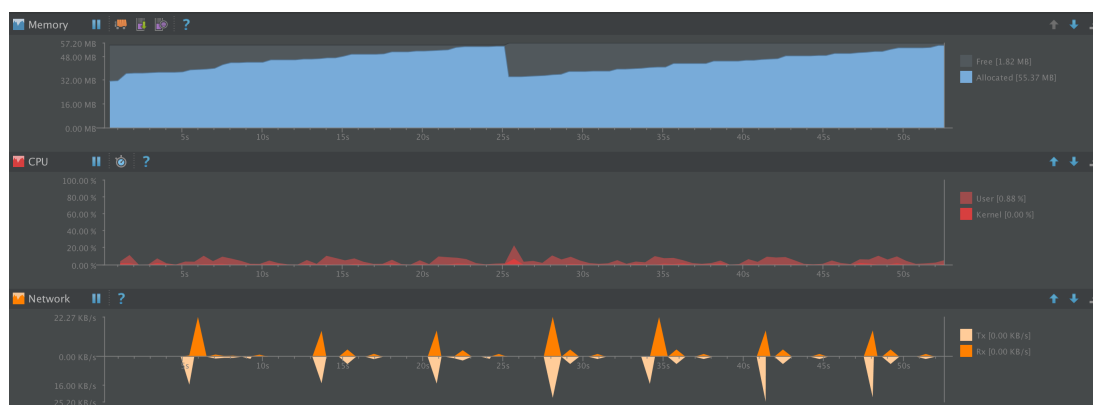 Memory ?
57.20 MB
48.00 MB
32.00 MB
16.00 MB
0.00 MB
5s 10s 15s 20s 25s 30s 35s 40s 45s 50s
Free [1.82 MB]
Allocated [55.37 MB]
CPU ?
100.00 %
80.00 %
60.00 %
40.00 %
20.00 %
0.00 %
5s 10s 15s 20s 25s 30s 35s 40s 45s 50s
User [0.88 %]
Kernel [0.00 %]
Network ?
22.27 KB/s
0.00 KB/s
16.00 KB/s
25.20 KB/s
5s 10s 15s 20s 25s 30s 35s 40s 45s 50s
Tx [0.00 KB/s]
Rx [0.00 KB/s]